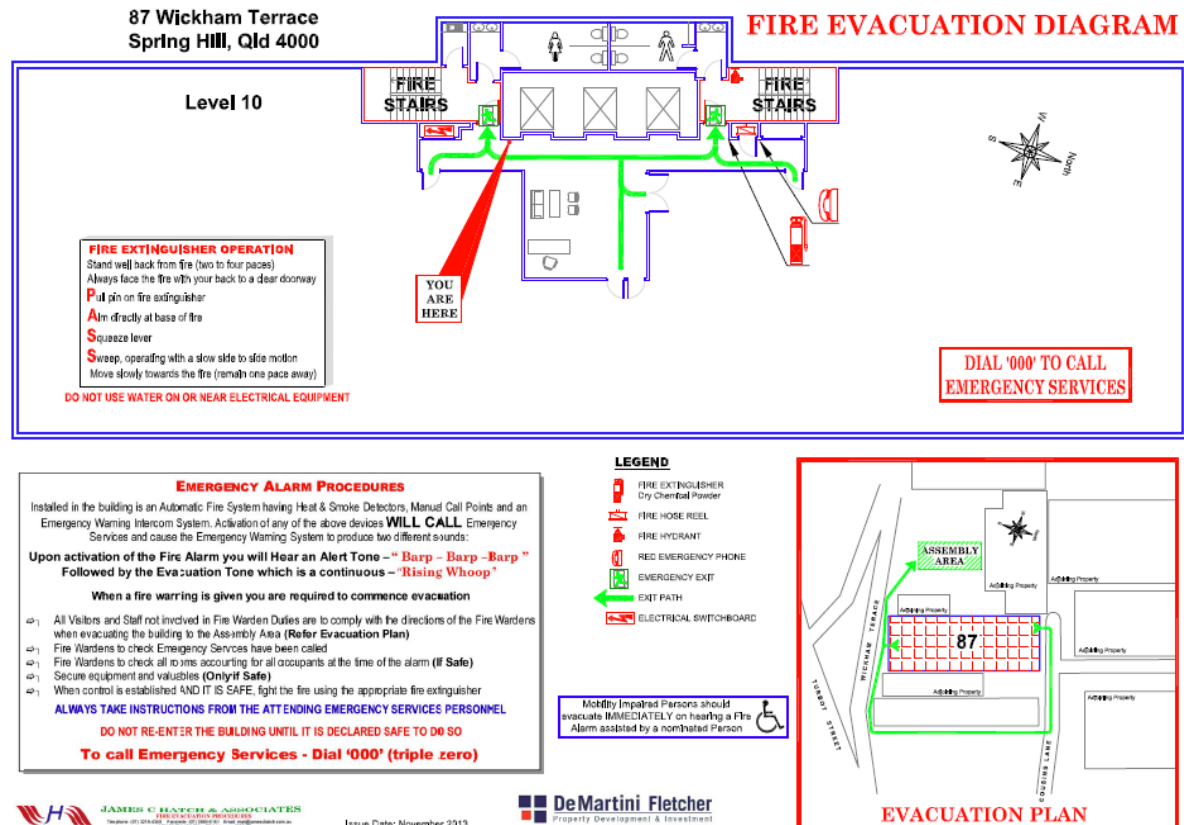 87 Wickham Terrace
Spring Hill, Qld 4000
FIRE EVACUATION DIAGRAM
Level 10
FIRE
STAIRS
FIRE
STAIRS
W
S
North
E
FIRE EXTINGUISHER OPERATION
Stand well back from fire (two to four paces)
Always face the fire with your back to a clear doorway
Pull pin on fire extinguisher
Aim directly at base of fire
Squeeze lever
Sweep, operating with a slow side to side motion
Move slowly towards the fire (remain one pace away)
DO NOT USE WATER ON OR NEAR ELECTRICAL EQUIPMENT
YOU
ARE
HERE
DIAL '000' TO CALL
EMERGENCY SERVICES
EMERGENCY ALARM PROCEDURES
Installed in the building is an Automatic Fire System having Heat & Smoke Detectors, Manual Call Points and an
Emergency Warning Intercom System. Activation of any of the above devices WILL CALL Emergency
Services and cause the Emergency Warning System to produce two different sounds:
Upon activation of the Fire Alarm you will Hear an Alert Tone – " Barp – Barp –Barp "
Followed by the Evacuation Tone which is a continuous – "Rising Whoop"
When a fire warning is given you are required to commence evacuation
All Visitors and Staff not involved in Fire Warden Duties are to comply with the directions of the Fire Wardens
when evacuating the building to the Assembly Area (Refer Evacuation Plan)
Fire Wardens to check Emergency Services have been called
Fire Wardens to check all rooms accounting for all occupants at the time of the alarm (If Safe)
Secure equipment and valuables (Only if Safe)
When control is established AND IT IS SAFE, fight the fire using the appropriate fire extinguisher
ALWAYS TAKE INSTRUCTIONS FROM THE ATTENDING EMERGENCY SERVICES PERSONNEL
DO NOT RE-ENTER THE BUILDING UNTIL IT IS DECLARED SAFE TO DO SO
To call Emergency Services - Dial '000' (triple zero)
LEGEND
FIRE EXTINGUISHER
Dry Chemical Powder
FIRE HOSE REEL
FIRE HYDRANT
RED EMERGENCY PHONE
EMERGENCY EXIT
EXIT PATH
ELECTRICAL SWITCHBOARD
Mobility Impaired Persons should
evacuate IMMEDIATELY on hearing a Fire
Alarm assisted by a nominated Person
ASSEMBLY
AREA
Adjoining Property
Adjoining Property
Adjoining Property
87
Adjoining Property
Adjoining Property
Adjoining Property
WICKHAM TERACE
TURBOT STREET
COUSINS LANE
EVACUATION PLAN
H
JAMES C HATCH & ASSOCIATES
FIRE EVACUATION PROCEDURES
Issue Date: November 2013
DeMartini Fletcher
Property Development & Investment